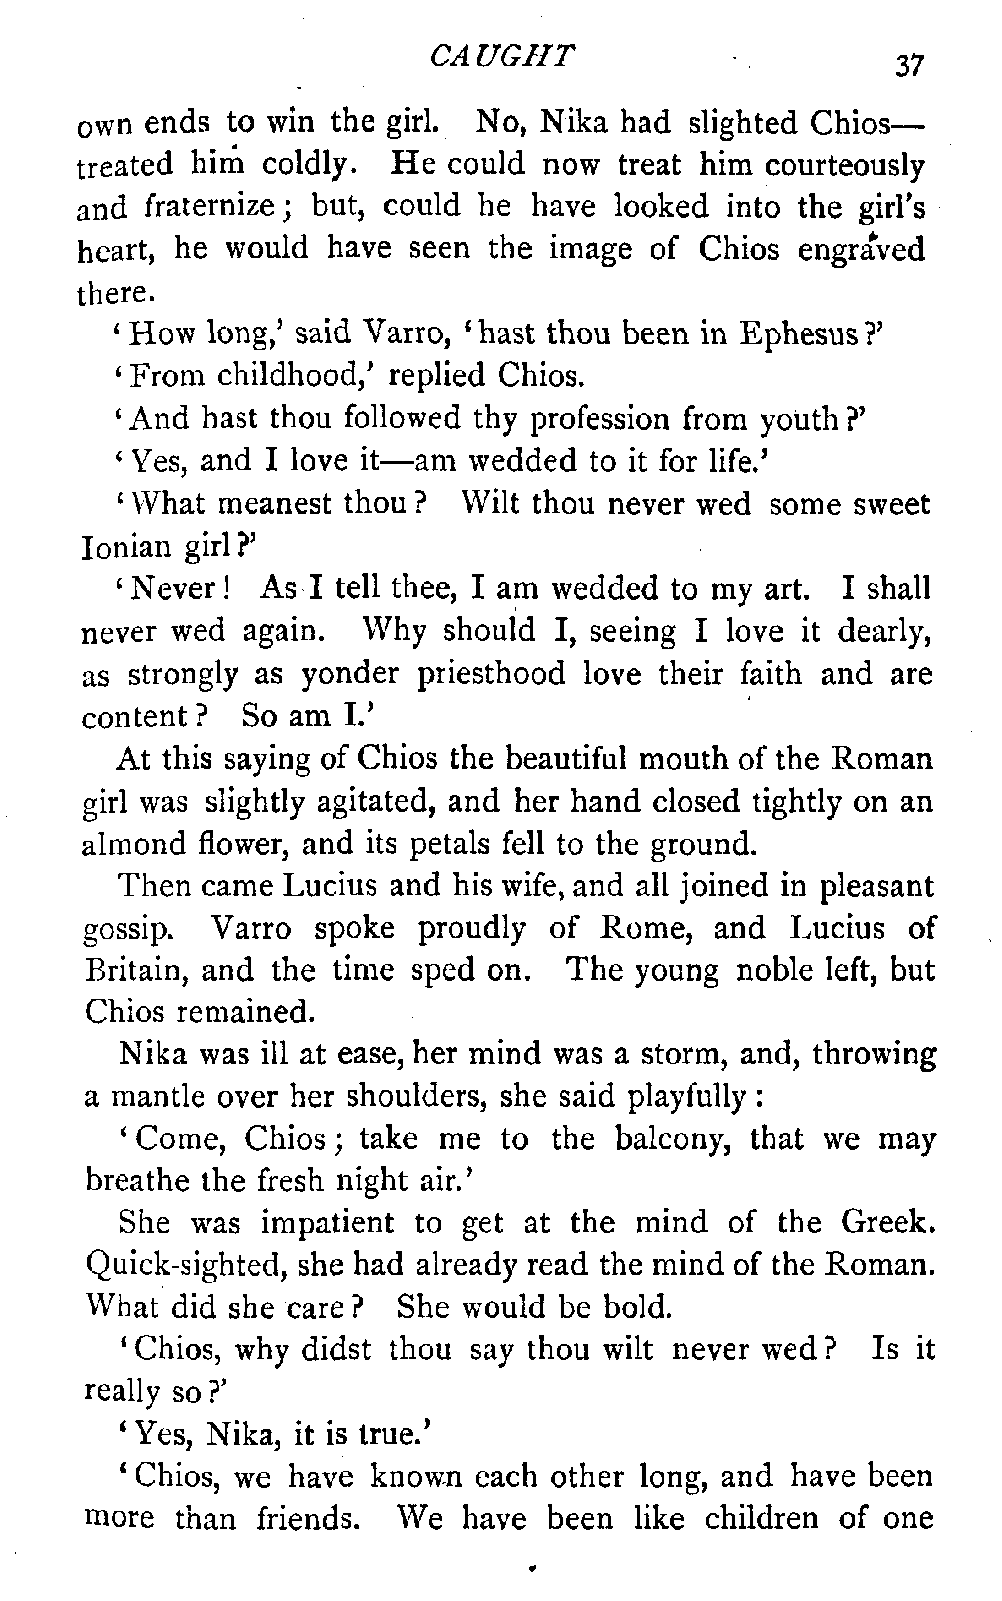 CAUGHT 37
own ends to win the girl. No, Nika had slighted Chios—
treated him coldly. He could now treat him courteously
and fraternize; but, could he have looked into the girl's
heart, he would have seen the image of Chios engraved
there.
'How long,' said Varro, 'hast thou been in Ephesus?'
'From childhood,' replied Chios.
'And hast thou followed thy profession from youth?'
'Yes, and I love it—am wedded to it for life.'
'What meanest thou? Wilt thou never wed some sweet
Ionian girl?'
'Never! As I tell thee, I am wedded to my art. I shall
never wed again. Why should I, seeing I love it dearly,
as strongly as yonder priesthood love their faith and are
content? So am I.'
At this saying of Chios the beautiful mouth of the Roman
girl was slightly agitated, and her hand closed tightly on an
almond flower, and its petals fell to the ground.
Then came Lucius and his wife, and all joined in pleasant
gossip. Varro spoke proudly of Rome, and Lucius of
Britain, and the time sped on. The young noble left, but
Chios remained.
Nika was ill at ease, her mind was a storm, and, throwing
a mantle over her shoulders, she said playfully:
'Come, Chios; take me to the balcony, that we may
breathe the fresh night air.'
She was impatient to get at the mind of the Greek.
Quick-sighted, she had already read the mind of the Roman.
What did she care? She would be bold.
'Chios, why didst thou say thou wilt never wed? Is it
really so?'
'Yes, Nika, it is true.'
'Chios, we have known each other long, and have been
more than friends. We have been like children of one